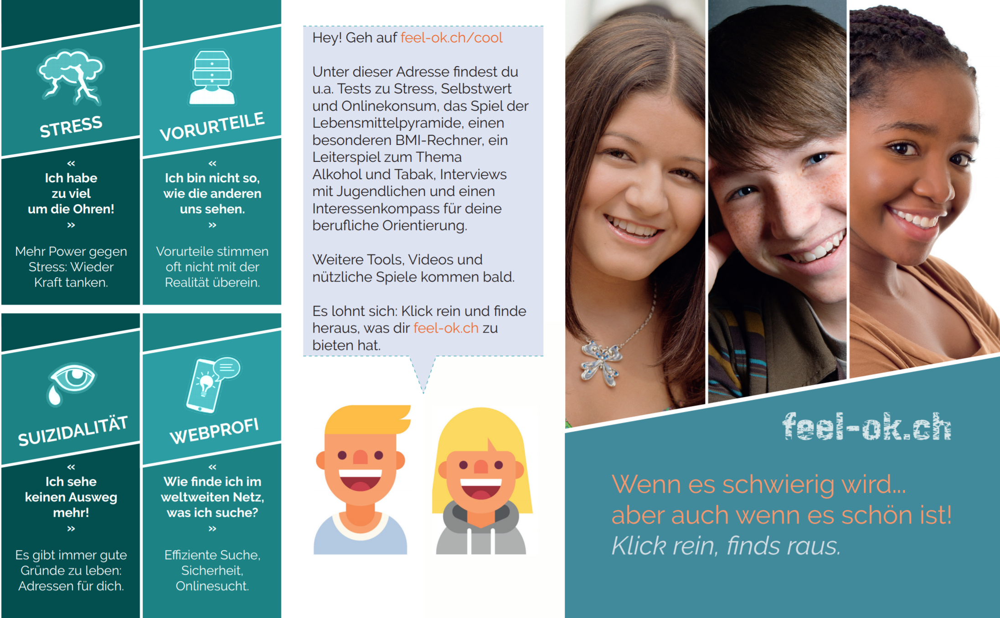 STRESS
«
Ich habe
zu viel
um die Ohren!
»
Mehr Power gegen
Stress: Wieder
Kraft tanken.
VORURTEILE
«
Ich bin nicht so,
wie die anderen
uns sehen.
»
Vorurteile stimmen
oft nicht mit der
Realität überein.
SUIZIDALITÄT
«
Ich sehe
keinen Ausweg
mehr!
»
Es gibt immer gute
Gründe zu leben:
Adressen für dich.
WEBPROFI
«
Wie finde ich im
weltweiten Netz,
was ich suche?
»
Effiziente Suche,
Sicherheit,
Onlinesucht.
Hey! Geh auf feel-ok.ch/cool
Unter dieser Adresse findest du
u.a. Tests zu Stress, Selbstwert
und Onlinekonsum, das Spiel der
Lebensmittelpyramide, einen
besonderen BMI-Rechner, ein
Leiterspiel zum Thema
Alkohol und Tabak, Interviews
mit Jugendlichen und einen
Interessenkompass für deine
berufliche Orientierung.
Weitere Tools, Videos und
nützliche Spiele kommen bald.
Es lohnt sich: Klick rein und finde
heraus, was dir feel-ok.ch zu
bieten hat.
feel-ok.ch
Wenn es schwierig wird...
aber auch wenn es schön ist!
Klick rein, finds raus.